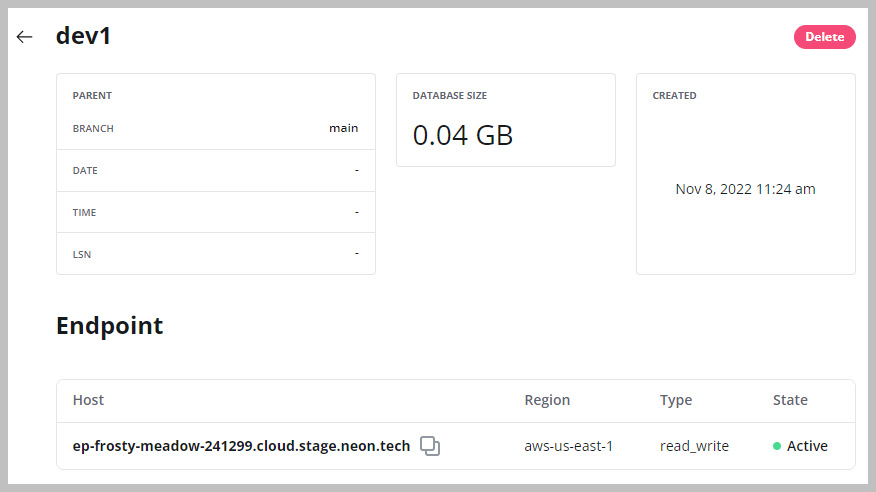 dev1
Delete
PARENT
BRANCH main
DATE -
TIME -
LSN -
DATABASE SIZE
0.04 GB
CREATED
Nov 8, 2022 11:24 am
Endpoint
Host Region Type State
ep-frosty-meadow-241299.cloud.stage.neon.tech aws-us-east-1 read_write Active